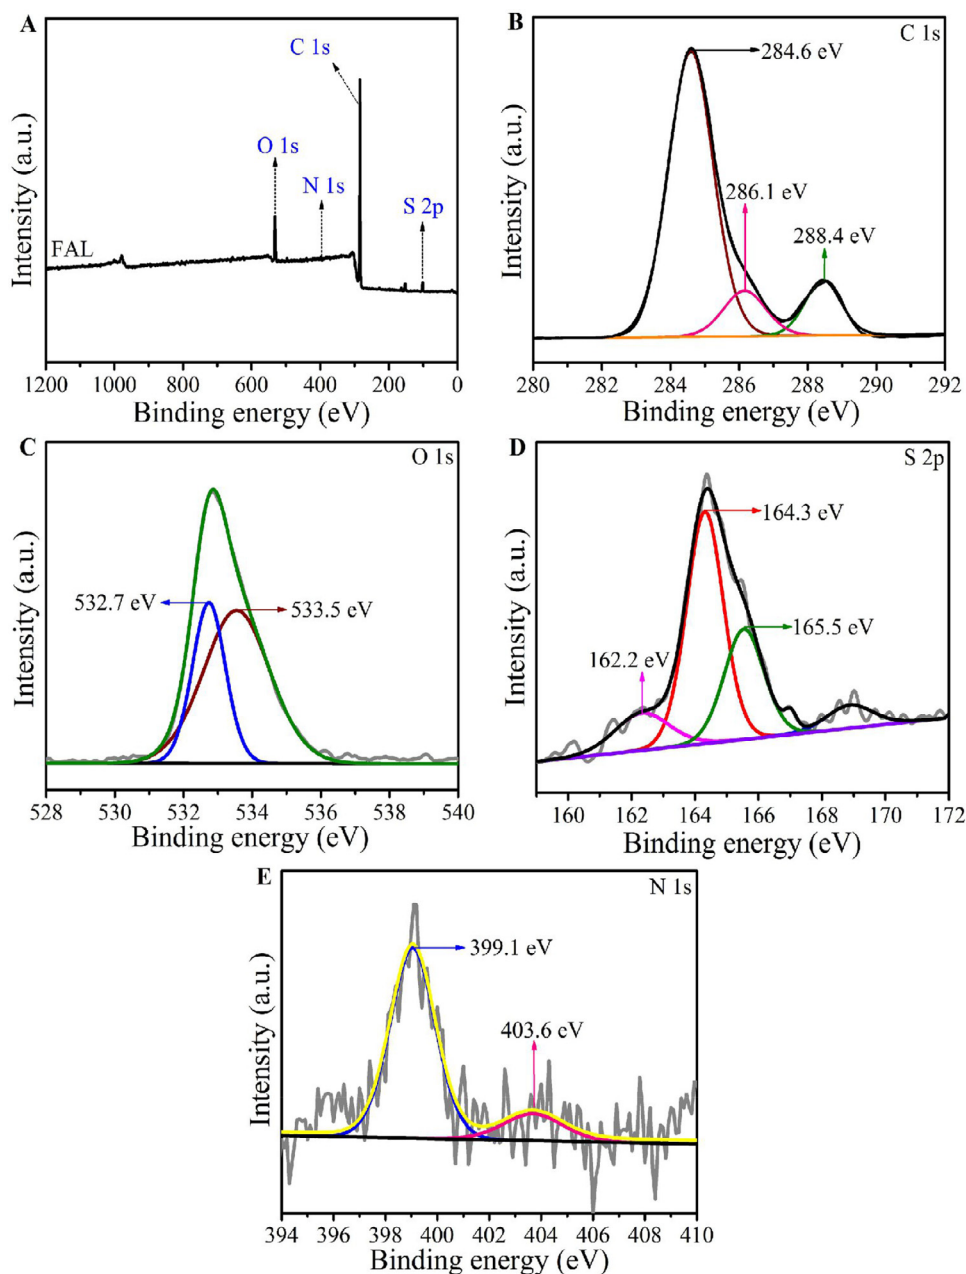 A
C 1s
O 1s
N 1s
S 2p
FAL
Intensity (a.u.)
1200 1000 800 600 400 200 0
Binding energy (eV)
B
C 1s
284.6 eV
286.1 eV
288.4 eV
Intensity (a.u.)
280 282 284 286 288 290 292
Binding energy (eV)
C
O 1s
532.7 eV
533.5 eV
Intensity (a.u.)
528 530 532 534 536 538 540
Binding energy (eV)
D
S 2p
164.3 eV
165.5 eV
162.2 eV
Intensity (a.u.)
160 162 164 166 168 170 172
Binding energy (eV)
E
N 1s
399.1 eV
403.6 eV
Intensity (a.u.)
394 396 398 400 402 404 406 408 410
Binding energy (eV)